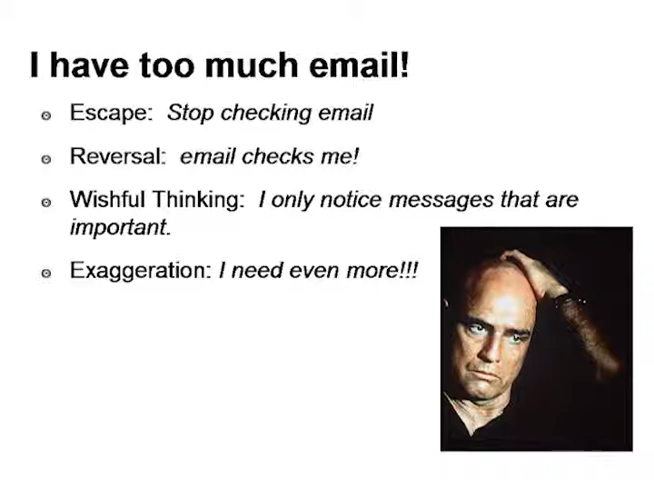 I have too much email!
Escape: Stop checking email
Reversal: email checks me!
Wishful Thinking: I only notice messages that are
important.
Exaggeration: I need even more!!!